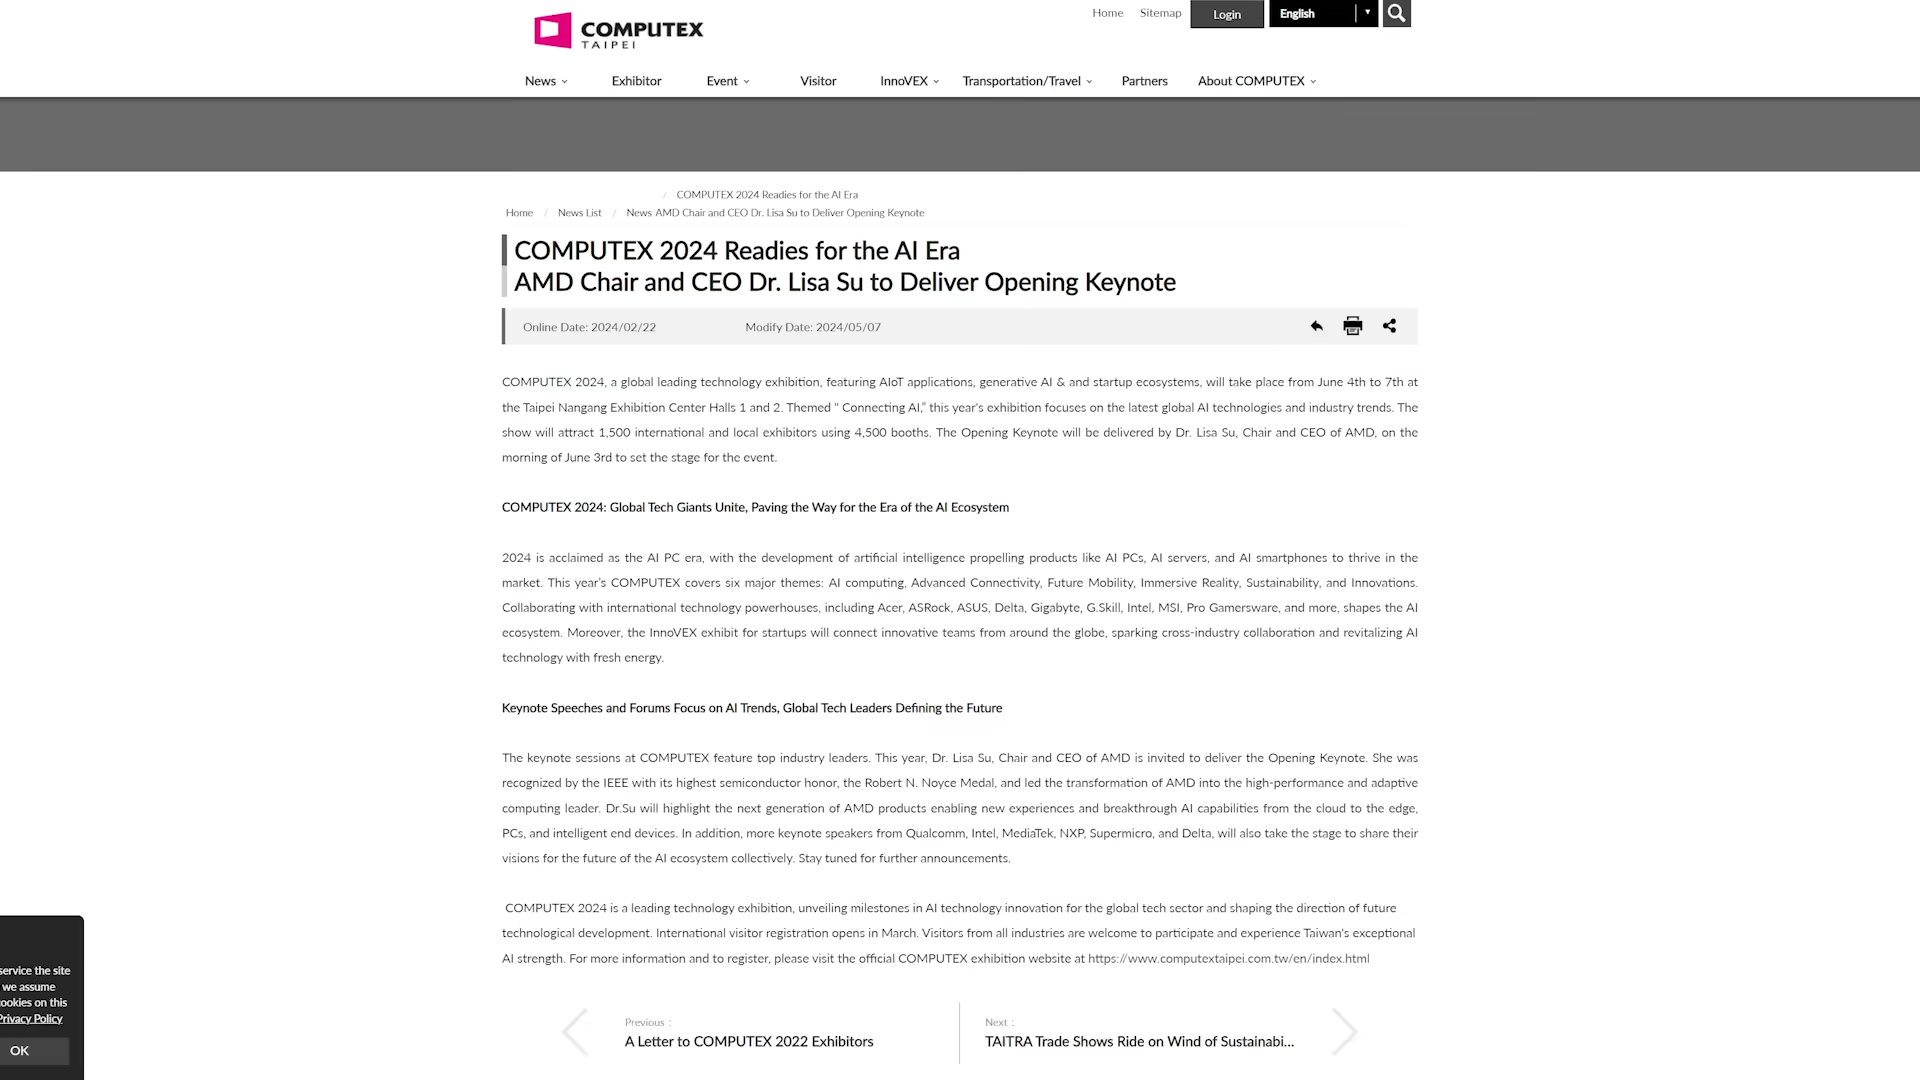 COMPUTEX
TAIPEI
Home Sitemap Login English
News Exhibitor Event Visitor InnoVEX Transportation/Travel Partners About COMPUTEX
/ COMPUTEX 2024 Readies for the AI Era
Home / News List / News AMD Chair and CEO Dr. Lisa Su to Deliver Opening Keynote
COMPUTEX 2024 Readies for the AI Era
AMD Chair and CEO Dr. Lisa Su to Deliver Opening Keynote
Online Date: 2024/02/22 Modify Date: 2024/05/07
COMPUTEX 2024, a global leading technology exhibition, featuring AIoT applications, generative AI & and startup ecosystems, will take place from June 4th to 7th at
the Taipei Nangang Exhibition Center Halls 1 and 2. Themed “ Connecting AI,” this year's exhibition focuses on the latest global AI technologies and industry trends. The
show will attract 1,500 international and local exhibitors using 4,500 booths. The Opening Keynote will be delivered by Dr. Lisa Su, Chair and CEO of AMD, on the
morning of June 3rd to set the stage for the event.
COMPUTEX 2024: Global Tech Giants Unite, Paving the Way for the Era of the AI Ecosystem
2024 is acclaimed as the AI PC era, with the development of artificial intelligence propelling products like AI PCs, AI servers, and AI smartphones to thrive in the
market. This year’s COMPUTEX covers six major themes: AI computing, Advanced Connectivity, Future Mobility, Immersive Reality, Sustainability, and Innovations.
Collaborating with international technology powerhouses, including Acer, ASRock, ASUS, Delta, Gigabyte, G.Skill, Intel, MSI, Pro Gamersware, and more, shapes the AI
ecosystem. Moreover, the InnoVEX exhibit for startups will connect innovative teams from around the globe, sparking cross-industry collaboration and revitalizing AI
technology with fresh energy.
Keynote Speeches and Forums Focus on AI Trends, Global Tech Leaders Defining the Future
The keynote sessions at COMPUTEX feature top industry leaders. This year, Dr. Lisa Su, Chair and CEO of AMD is invited to deliver the Opening Keynote. She was
recognized by the IEEE with its highest semiconductor honor, the Robert N. Noyce Medal, and led the transformation of AMD into the high-performance and adaptive
computing leader. Dr.Su will highlight the next generation of AMD products enabling new experiences and breakthrough AI capabilities from the cloud to the edge,
PCs, and intelligent end devices. In addition, more keynote speakers from Qualcomm, Intel, MediaTek, NXP, Supermicro, and Delta, will also take the stage to share their
visions for the future of the AI ecosystem collectively. Stay tuned for further announcements.
COMPUTEX 2024 is a leading technology exhibition, unveiling milestones in AI technology innovation for the global tech sector and shaping the direction of future
technological development. International visitor registration opens in March. Visitors from all industries are welcome to participate and experience Taiwan's exceptional
AI strength. For more information and to register, please visit the official COMPUTEX exhibition website at https://www.computextaipei.com.tw/en/index.html
service the site
we assume
cookies on this
Privacy Policy
OK
Previous :
A Letter to COMPUTEX 2022 Exhibitors
Next :
TAITRA Trade Shows Ride on Wind of Sustainabi...